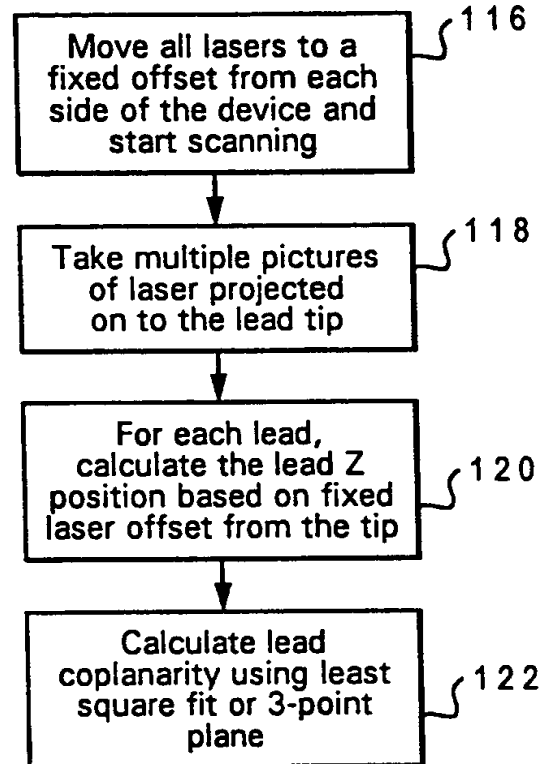 116
Move all lasers to a
fixed offset from each
side of the device and
start scanning
118
Take multiple pictures
of laser projected
on to the lead tip
For each lead,
calculate the lead Z
position based on fixed
laser offset from the tip
120
Calculate lead
coplanarity using least
square fit or 3-point
plane
122